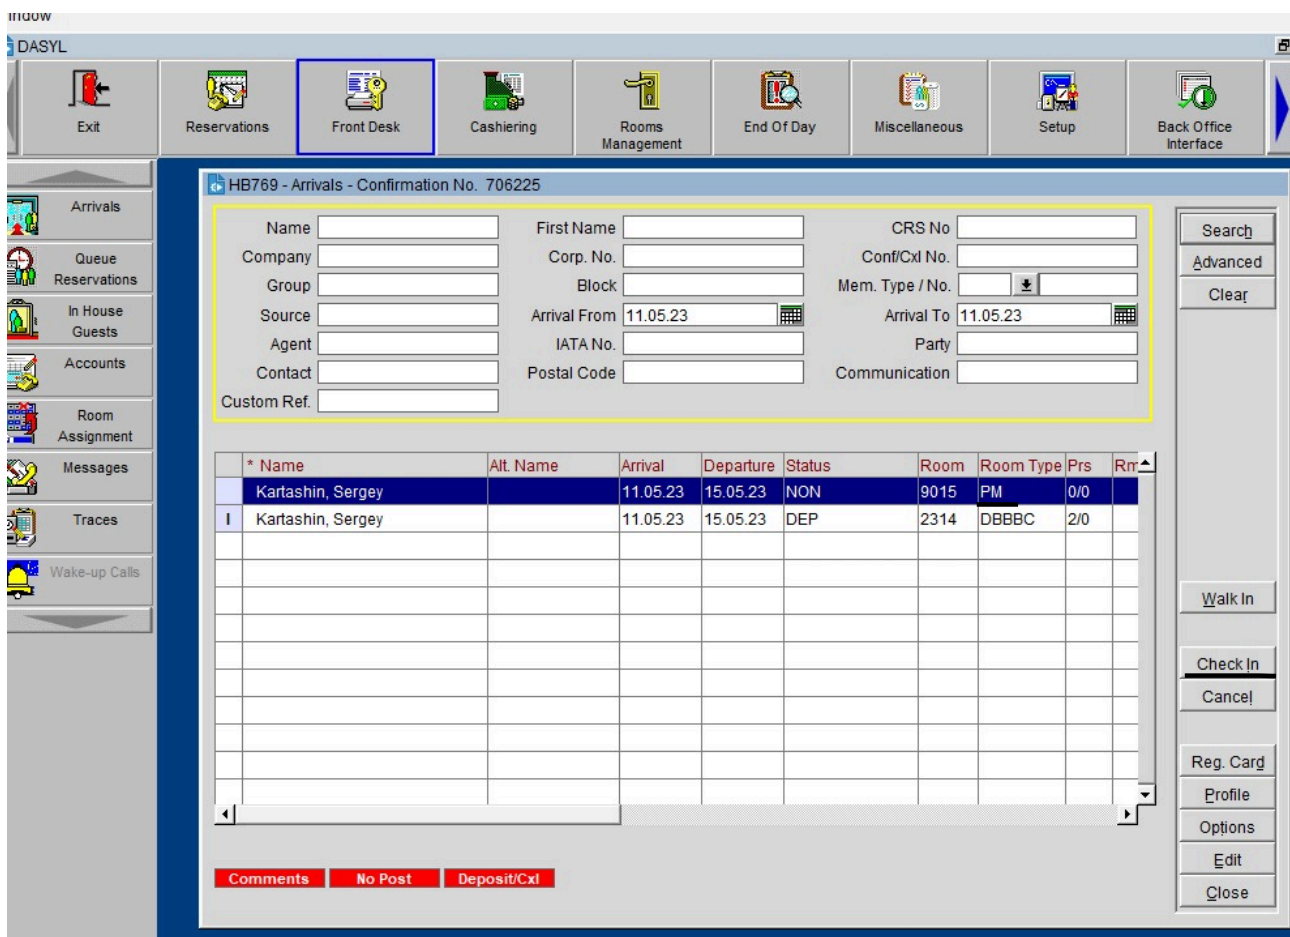 DASYL
Exit
Reservations
Front Desk
Cashiering
Rooms
Management
End Of Day
Miscellaneous
Setup
Back Office
Interface
Arrivals
Queue
Reservations
In House
Guests
Accounts
Room
Assignment
Messages
Traces
Wake-up Calls
HB769 - Arrivals - Confirmation No. 706225
Name First Name CRS No
Company Corp. No. Conf/Cxl No.
Group Block Mem. Type / No.
Source Arrival From 11.05.23 Arrival To 11.05.23
Agent IATA No. Party
Contact Postal Code Communication
Custom Ref.
Search
Advanced
Clear
* Name Alt. Name Arrival Departure Status Room Room Type Prs Rm
Kartashin, Sergey 11.05.23 15.05.23 NON 9015 PM 0/0
I Kartashin, Sergey 11.05.23 15.05.23 DEP 2314 DBBBC 2/0
Walk In
Check In
Cancel
Reg. Card
Profile
Options
Edit
Close
Comments No Post Deposit/Cxl